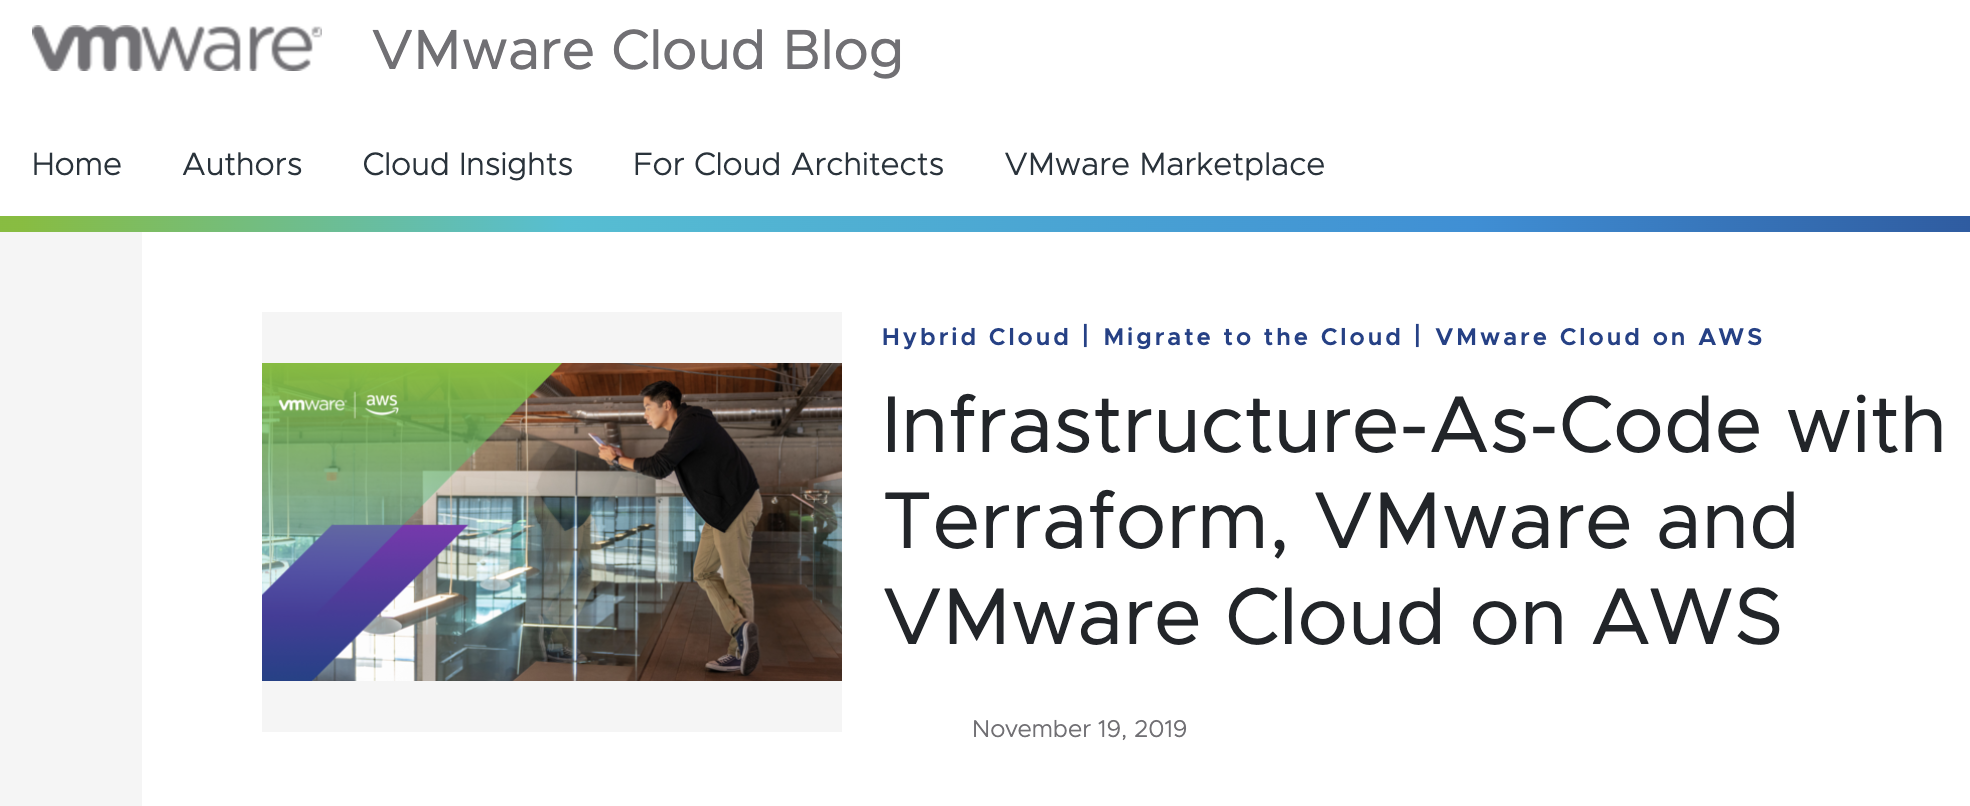 vmware® VMware Cloud Blog
Home Authors Cloud Insights For Cloud Architects VMware Marketplace
Hybrid Cloud | Migrate to the Cloud | VMware Cloud on AWS
vmware | aws
Infrastructure-As-Code with
Terraform, VMware and
VMware Cloud on AWS
November 19, 2019